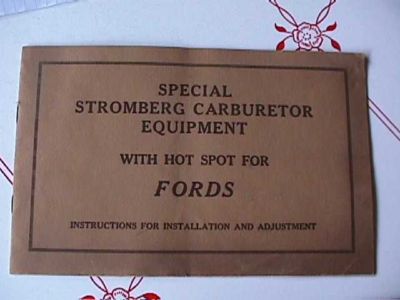 SPECIAL
STROMBERG CARBURETOR
EQUIPMENT
WITH HOT SPOT FOR
FORDS
INSTRUCTIONS FOR INSTALLATION AND ADJUSTMENT